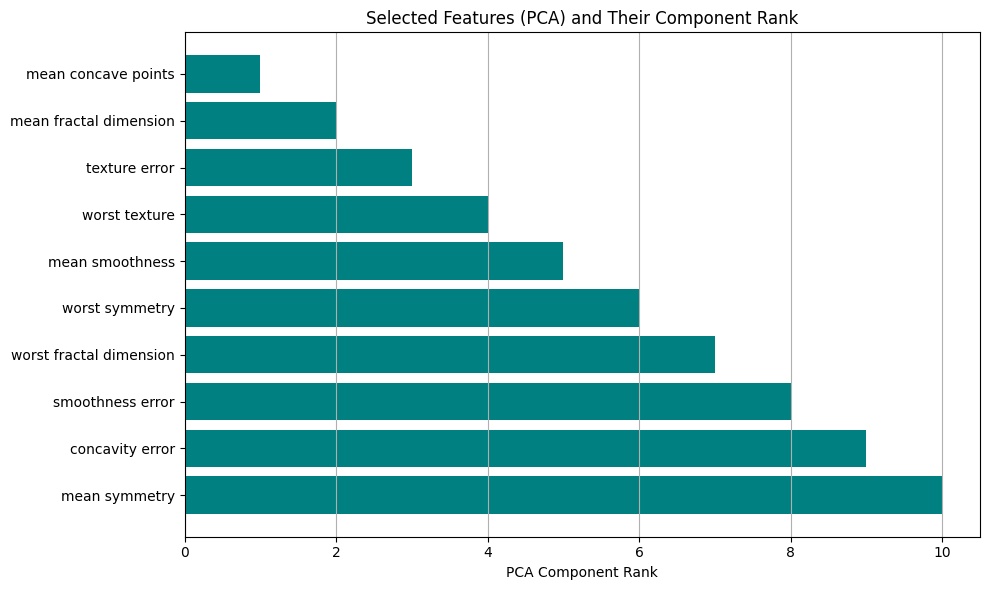 Selected Features (PCA) and Their Component Rank
mean concave points
mean fractal dimension
texture error
worst texture
mean smoothness
worst symmetry
worst fractal dimension
smoothness error
concavity error
mean symmetry
0 2 4 6 8 10
PCA Component Rank